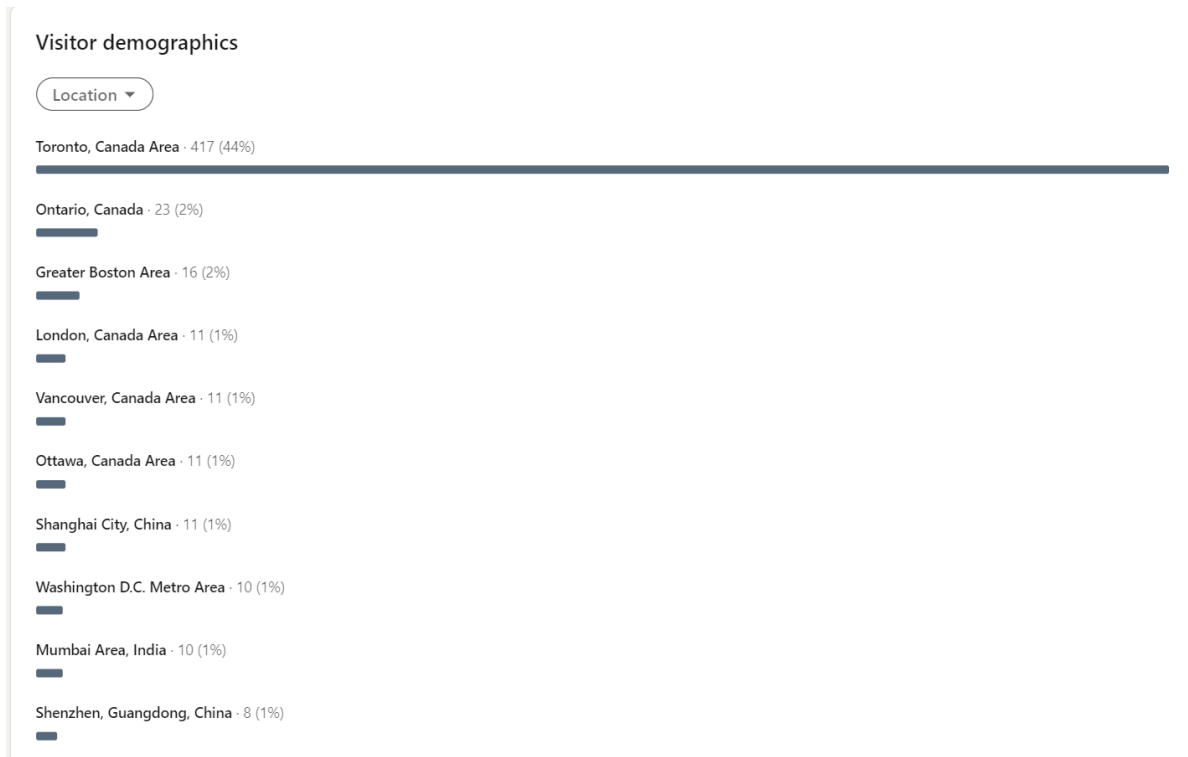 Visitor demographics
Location
Toronto, Canada Area · 417 (44%)
Ontario, Canada · 23 (2%)
Greater Boston Area · 16 (2%)
London, Canada Area · 11 (1%)
Vancouver, Canada Area · 11 (1%)
Ottawa, Canada Area · 11 (1%)
Shanghai City, China · 11 (1%)
Washington D.C. Metro Area · 10 (1%)
Mumbai Area, India · 10 (1%)
Shenzhen, Guangdong, China · 8 (1%)